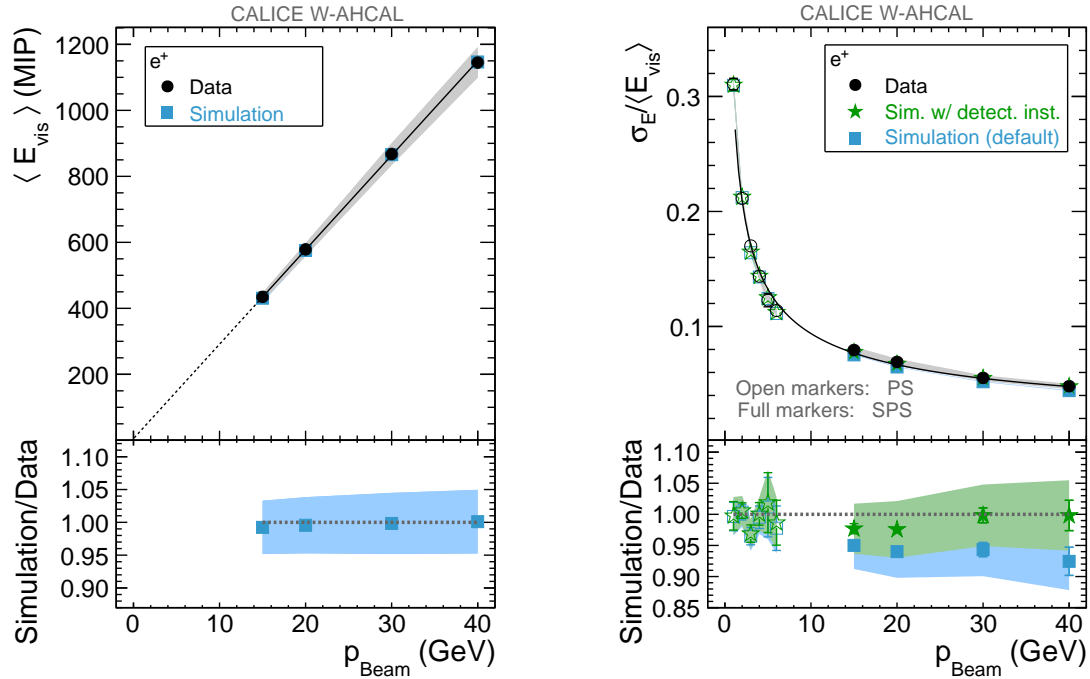 CALICE W-AHCAL
⟨ E_vis ⟩ (MIP)
1200
1000
800
600
400
200
e⁺
Data
Simulation
Simulation/Data
1.10
1.05
1.00
0.95
0.90
0 10 20 30 40
p_Beam (GeV)
CALICE W-AHCAL
σ_E/⟨E_vis⟩
0.3
0.2
0.1
e⁺
Data
Sim. w/ detect. inst.
Simulation (default)
Open markers: PS
Full markers: SPS
Simulation/Data
1.10
1.05
1.00
0.95
0.90
0.85
0 10 20 30 40
p_Beam (GeV)